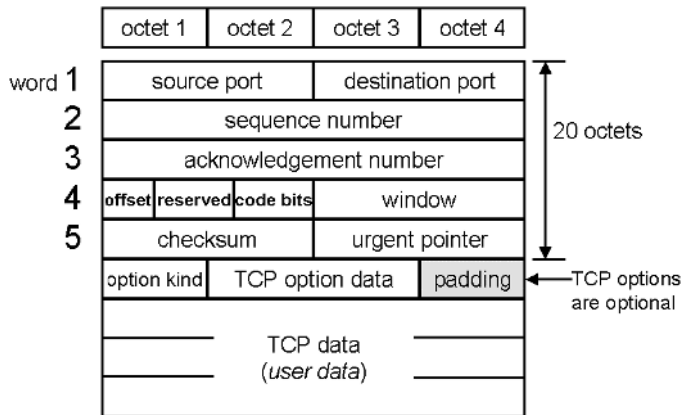 octet 1 octet 2 octet 3 octet 4
word 1 source port destination port
2 sequence number
20 octets
3 acknowledgement number
4 offset reserved code bits window
5 checksum urgent pointer
option kind TCP option data padding TCP options
are optional
TCP data
(user data)